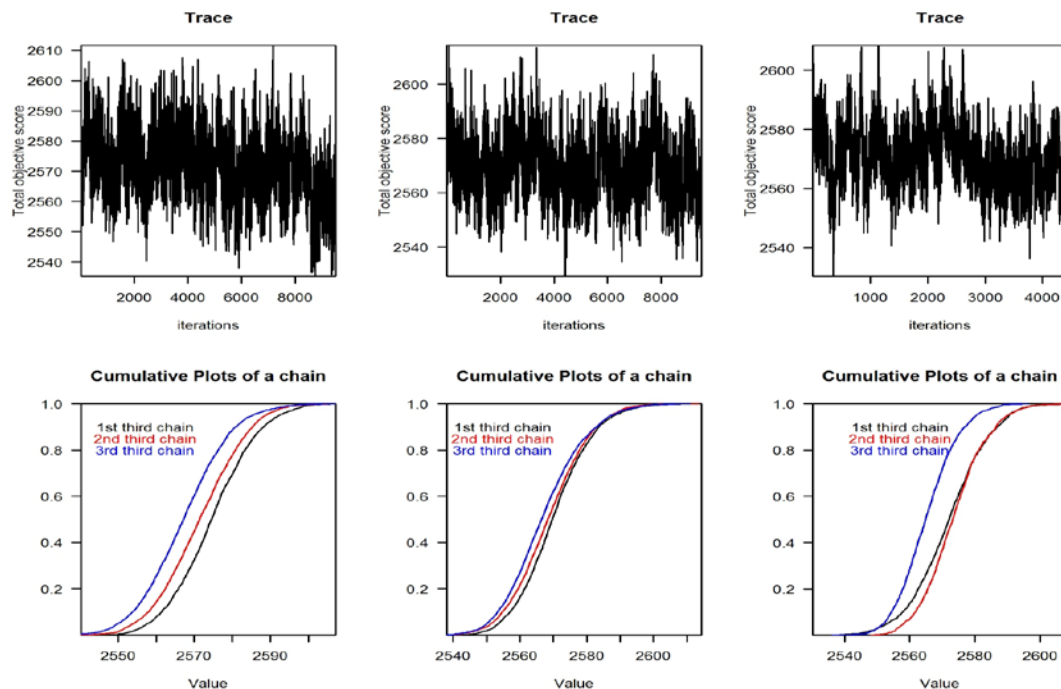 Trace
Total objective score
2610
2600
2590
2580
2570
2560
2550
2540
2000 4000 6000 8000
iterations
Trace
Total objective score
2600
2580
2560
2540
2000 4000 6000 8000
iterations
Trace
Total objective score
2600
2580
2560
2540
1000 2000 3000 4000
iterations
Cumulative Plots of a chain
1.0
0.8
0.6
0.4
0.2
1st third chain
2nd third chain
3rd third chain
2550 2570 2590
Value
Cumulative Plots of a chain
1.0
0.8
0.6
0.4
0.2
1st third chain
2nd third chain
3rd third chain
2540 2560 2580 2600
Value
Cumulative Plots of a chain
1.0
0.8
0.6
0.4
0.2
1st third chain
2nd third chain
3rd third chain
2540 2560 2580 2600
Value